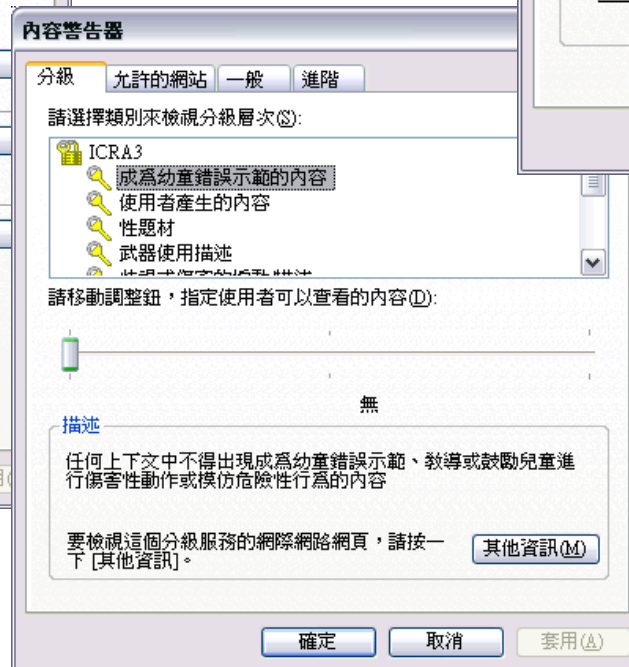 內容警告器
分級 允許的網站 一般 進階
請選擇類別來檢視分級層次(S):
ICRA3
成為幼童錯誤示範的內容
使用者產生的內容
性題材
武器使用描述
請移動調整鈕，指定使用者可以查看的內容(D):
無
描述
任何上下文中不得出現成為幼童錯誤示範、教導或鼓勵兒童進
行傷害性動作或模仿危險性行為的內容
要檢視這個分級服務的網際網路網頁，請按一
下 [其他資訊]。
其他資訊(M)
確定 取消 套用(A)